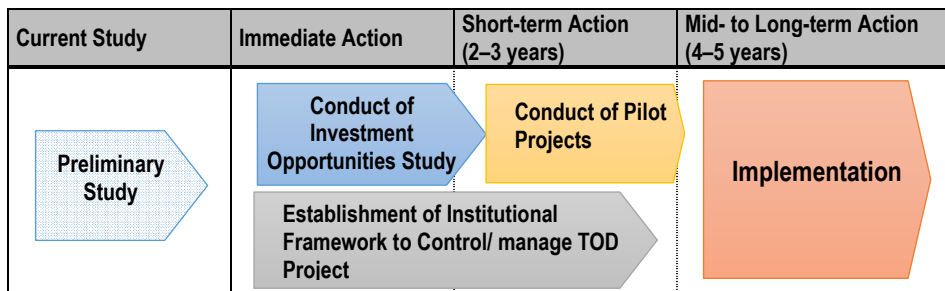 Current Study
Immediate Action
Short-term Action
(2–3 years)
Mid- to Long-term Action
(4–5 years)
Preliminary
Study
Conduct of
Investment
Opportunities Study
Conduct of Pilot
Projects
Implementation
Establishment of Institutional
Framework to Control/ manage TOD
Project